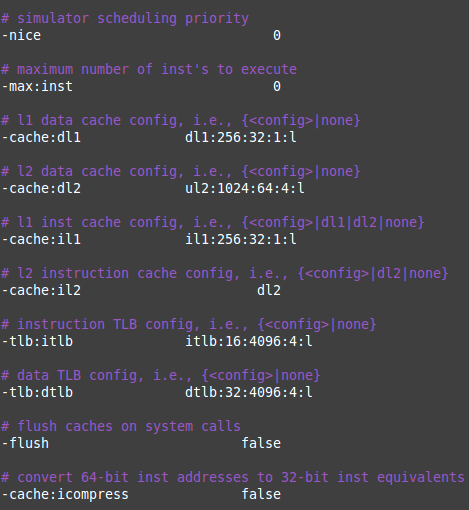 # simulator scheduling priority
-nice 0
# maximum number of inst's to execute
-max:inst 0
# l1 data cache config, i.e., {<config>|none}
-cache:dl1 dl1:256:32:1:l
# l2 data cache config, i.e., {<config>|none}
-cache:dl2 ul2:1024:64:4:l
# l1 inst cache config, i.e., {<config>|dl1|dl2|none}
-cache:il1 il1:256:32:1:l
# l2 instruction cache config, i.e., {<config>|dl2|none}
-cache:il2 dl2
# instruction TLB config, i.e., {<config>|none}
-tlb:itlb itlb:16:4096:4:l
# data TLB config, i.e., {<config>|none}
-tlb:dtlb dtlb:32:4096:4:l
# flush caches on system calls
-flush false
# convert 64-bit inst addresses to 32-bit inst equivalents
-cache:icompress false